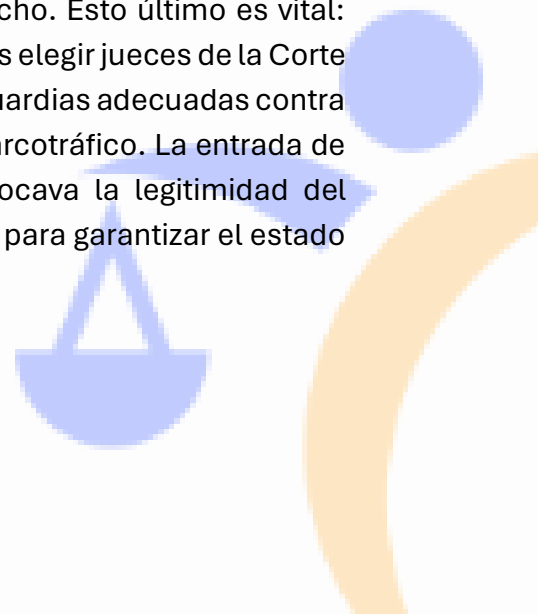 cho. Esto último es vital:
s elegir jueces de la Corte
uardias adecuadas contra
arcotráfico. La entrada de
ocava la legitimidad del
para garantizar el estado